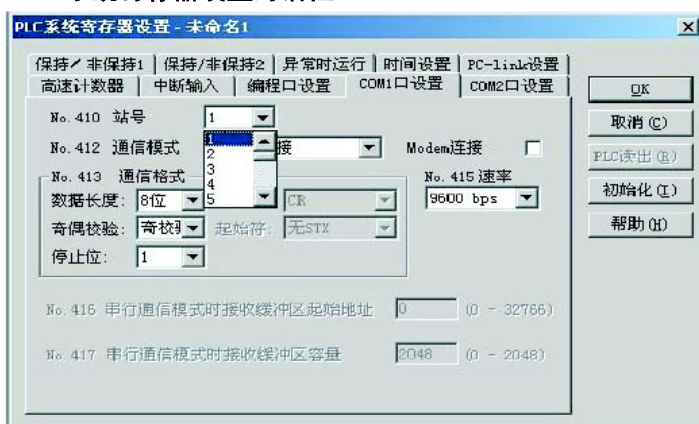 PLC系统寄存器设置 - 未命名1
保持/非保持1 保持/非保持2 异常时运行 时间设置 PC-link设置
高速计数器 中断输入 编程口设置 COM1口设置 COM2口设置
OK
No. 410 站号 1
取消(C)
1
No. 412 通信模式 接 Modem连接
2
PLC读出(R)
3
No. 413 通信格式 No. 415 速率
4
数据长度: 8位 5 CR 9600 bps
初始化(I)
奇偶校验: 奇校 起始符: 无STX
帮助(H)
停止位: 1
No. 416 串行通信模式时接收缓冲区起始地址 0 (0 - 32766)
No. 417 串行通信模式时接收缓冲区容量 2048 (0 - 2048)